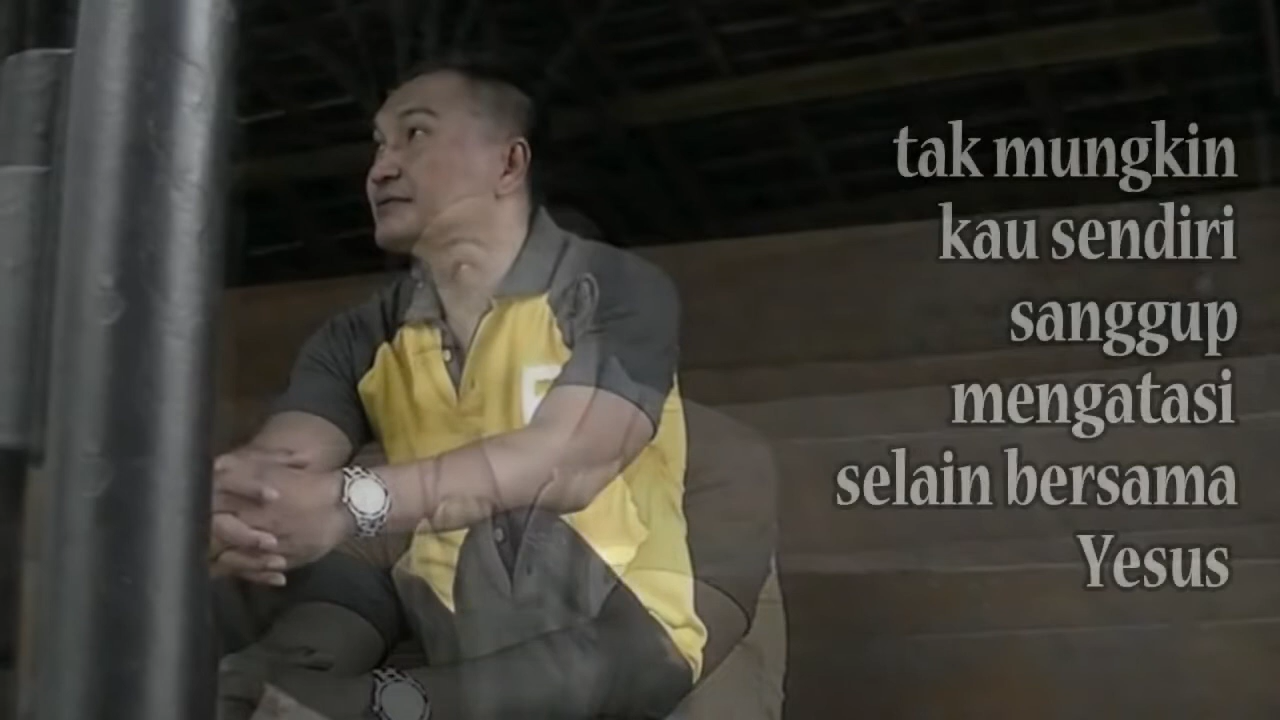 tak mungkin
kau sendiri
sanggup
mengatasi
selain bersama
Yesus